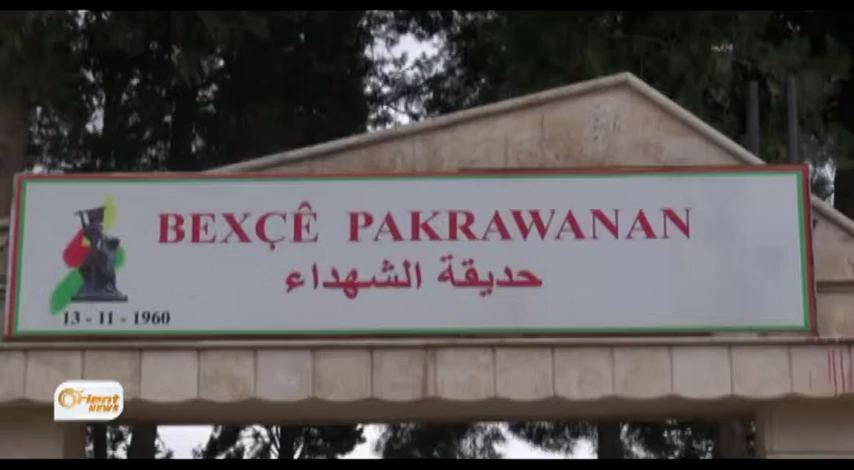 BEXÇÊ PAKRAWANAN
حديقة الشهداء
13 - 11 - 1960
Orient
NEWS